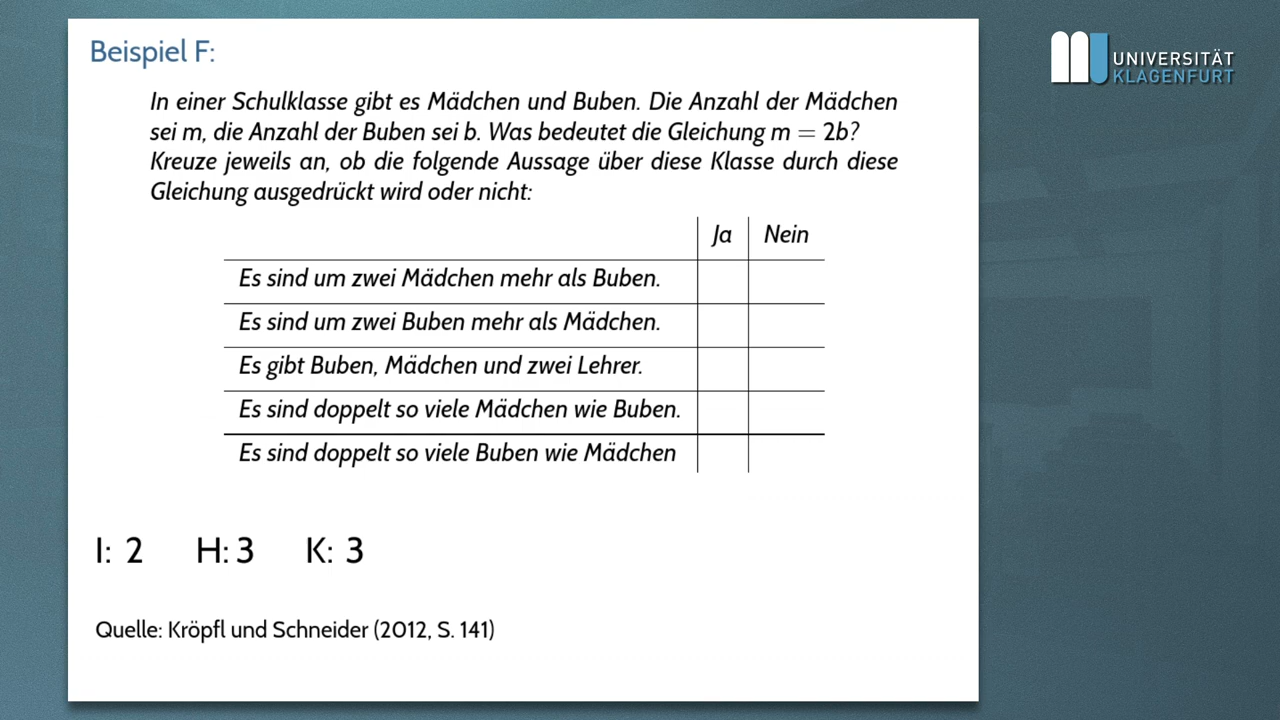 Beispiel F:
In einer Schulklasse gibt es Mädchen und Buben. Die Anzahl der Mädchen
sei m, die Anzahl der Buben sei b. Was bedeutet die Gleichung m = 2b?
Kreuze jeweils an, ob die folgende Aussage über diese Klasse durch diese
Gleichung ausgedrückt wird oder nicht:
Ja Nein
Es sind um zwei Mädchen mehr als Buben.
Es sind um zwei Buben mehr als Mädchen.
Es gibt Buben, Mädchen und zwei Lehrer.
Es sind doppelt so viele Mädchen wie Buben.
Es sind doppelt so viele Buben wie Mädchen
I: 2 H: 3 K: 3
Quelle: Kröpfl und Schneider (2012, S. 141)
UNIVERSITÄT
KLAGENFURT